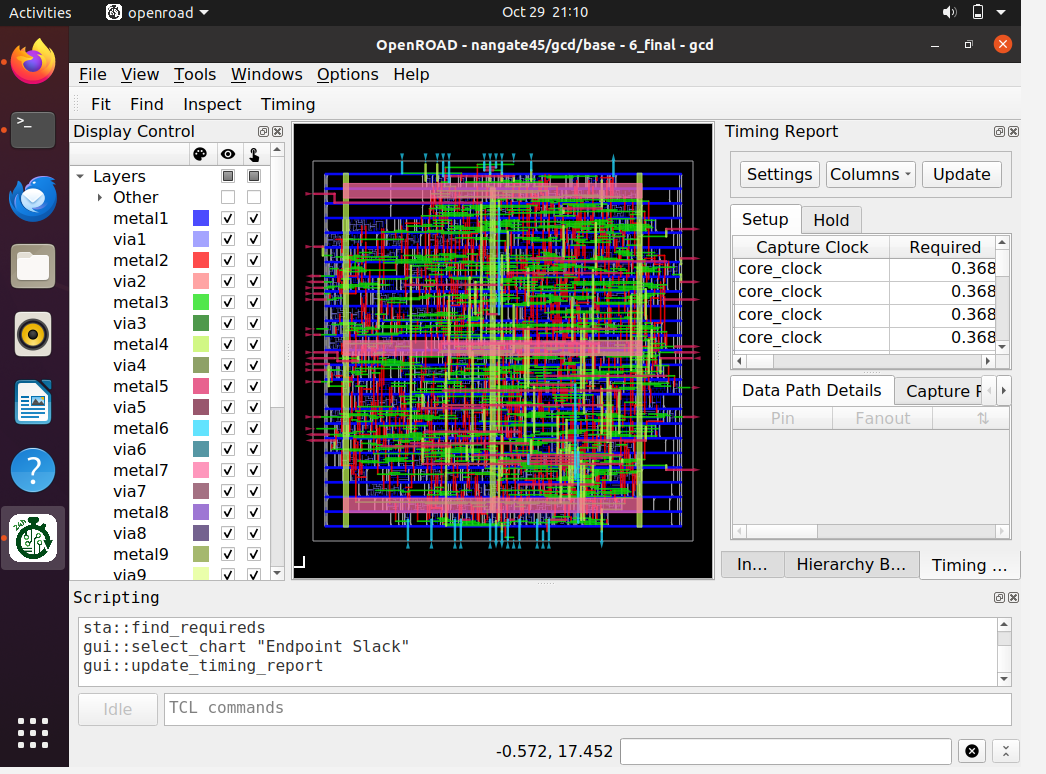 Activities openroad Oct 29 21:10
OpenROAD - nangate45/gcd/base - 6_final - gcd
File View Tools Windows Options Help
Fit Find Inspect Timing
Display Control
Layers
Other
metal1
via1
metal2
via2
metal3
via3
metal4
via4
metal5
via5
metal6
via6
metal7
via7
metal8
via8
metal9
via9
Timing Report
Settings Columns Update
Setup Hold
Capture Clock Required
core_clock 0.368
core_clock 0.368
core_clock 0.368
core_clock 0.368
Data Path Details Capture P
Pin Fanout
In... Hierarchy B... Timing ...
Scripting
sta::find_requireds
gui::select_chart "Endpoint Slack"
gui::update_timing_report
Idle TCL commands
-0.572, 17.452
>_
?
24h